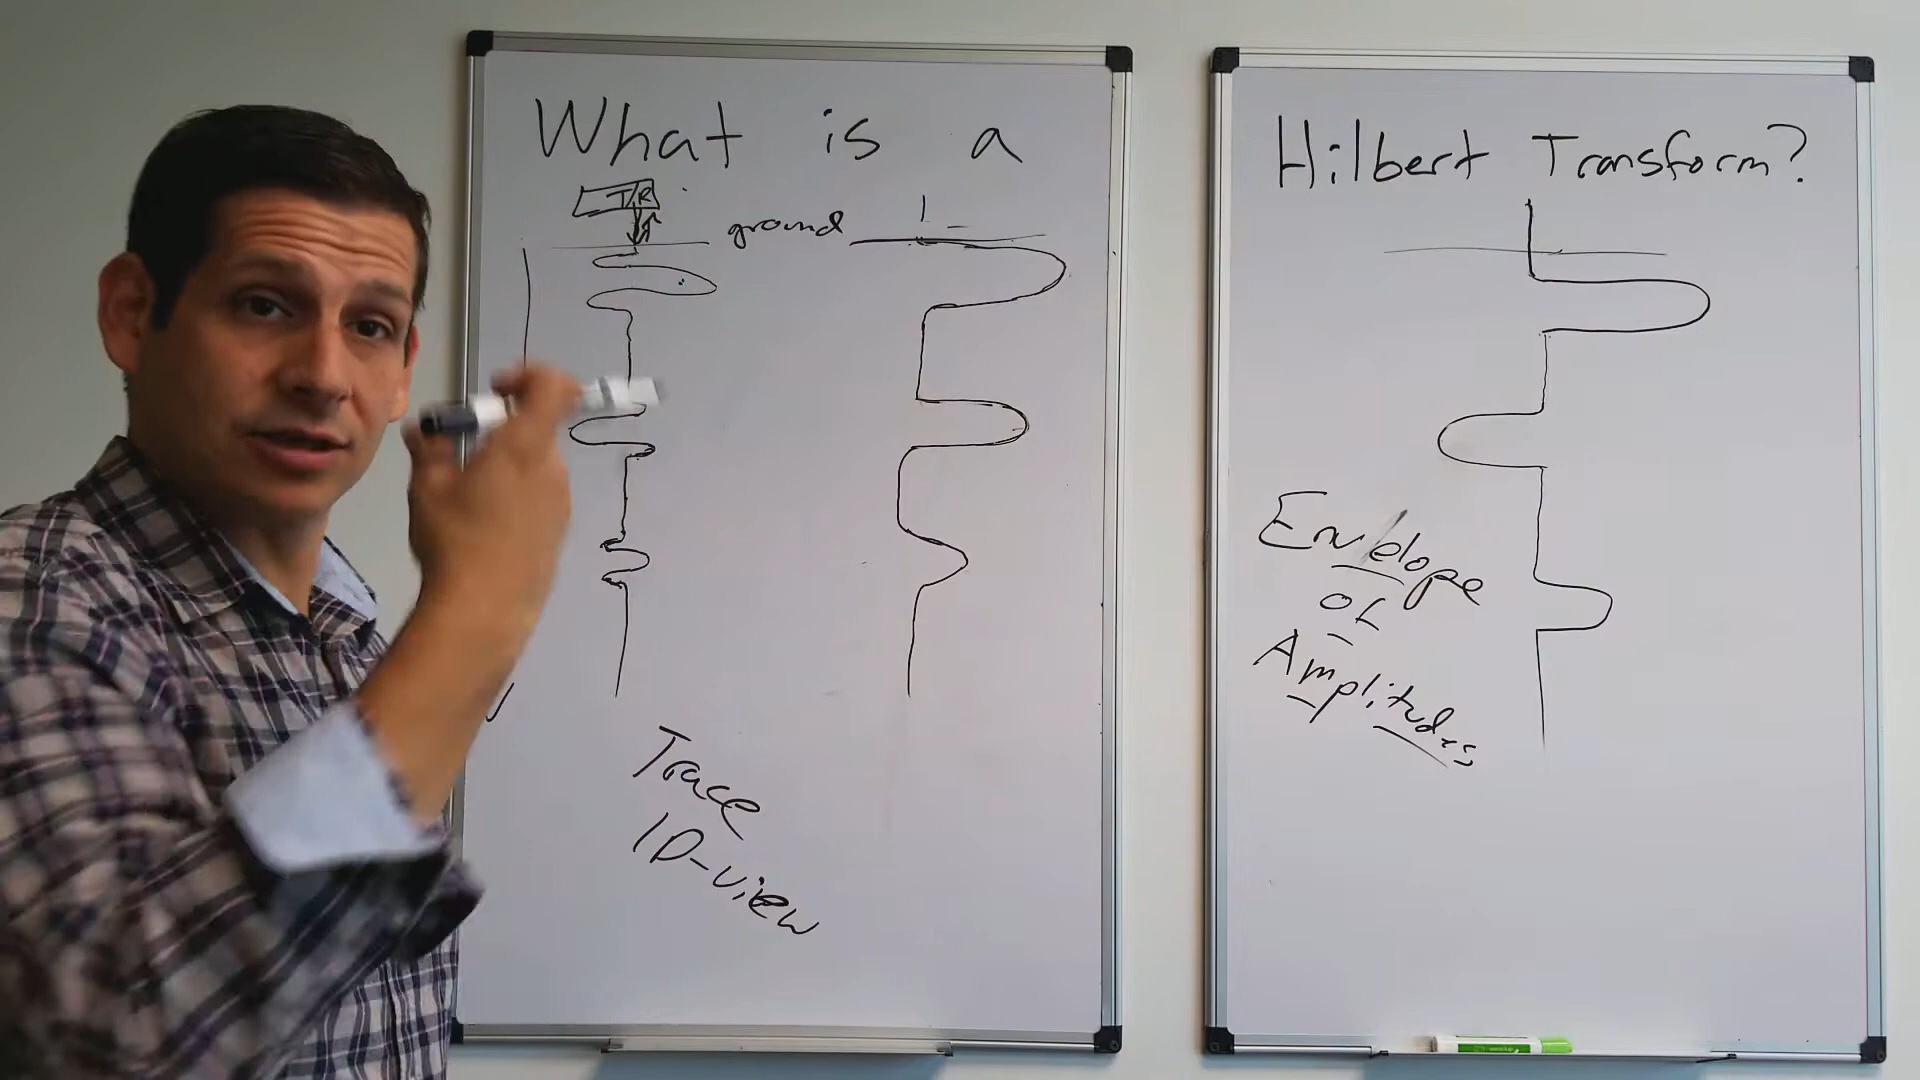 What is a
T/R
ground
Trace
1D-view
Hilbert Transform?
Envelope
of
Amplitudes